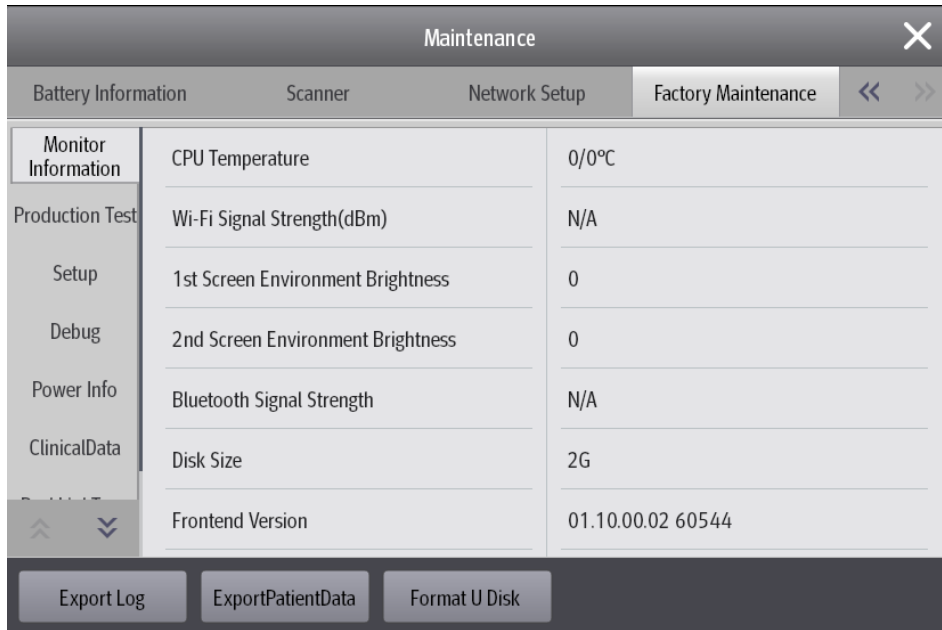 Maintenance
Battery Information Scanner Network Setup Factory Maintenance
Monitor
Information
Production Test
Setup
Debug
Power Info
ClinicalData
CPU Temperature 0/0°C
Wi-Fi Signal Strength(dBm) N/A
1st Screen Environment Brightness 0
2nd Screen Environment Brightness 0
Bluetooth Signal Strength N/A
Disk Size 2G
Frontend Version 01.10.00.02 60544
Export Log ExportPatientData Format U Disk